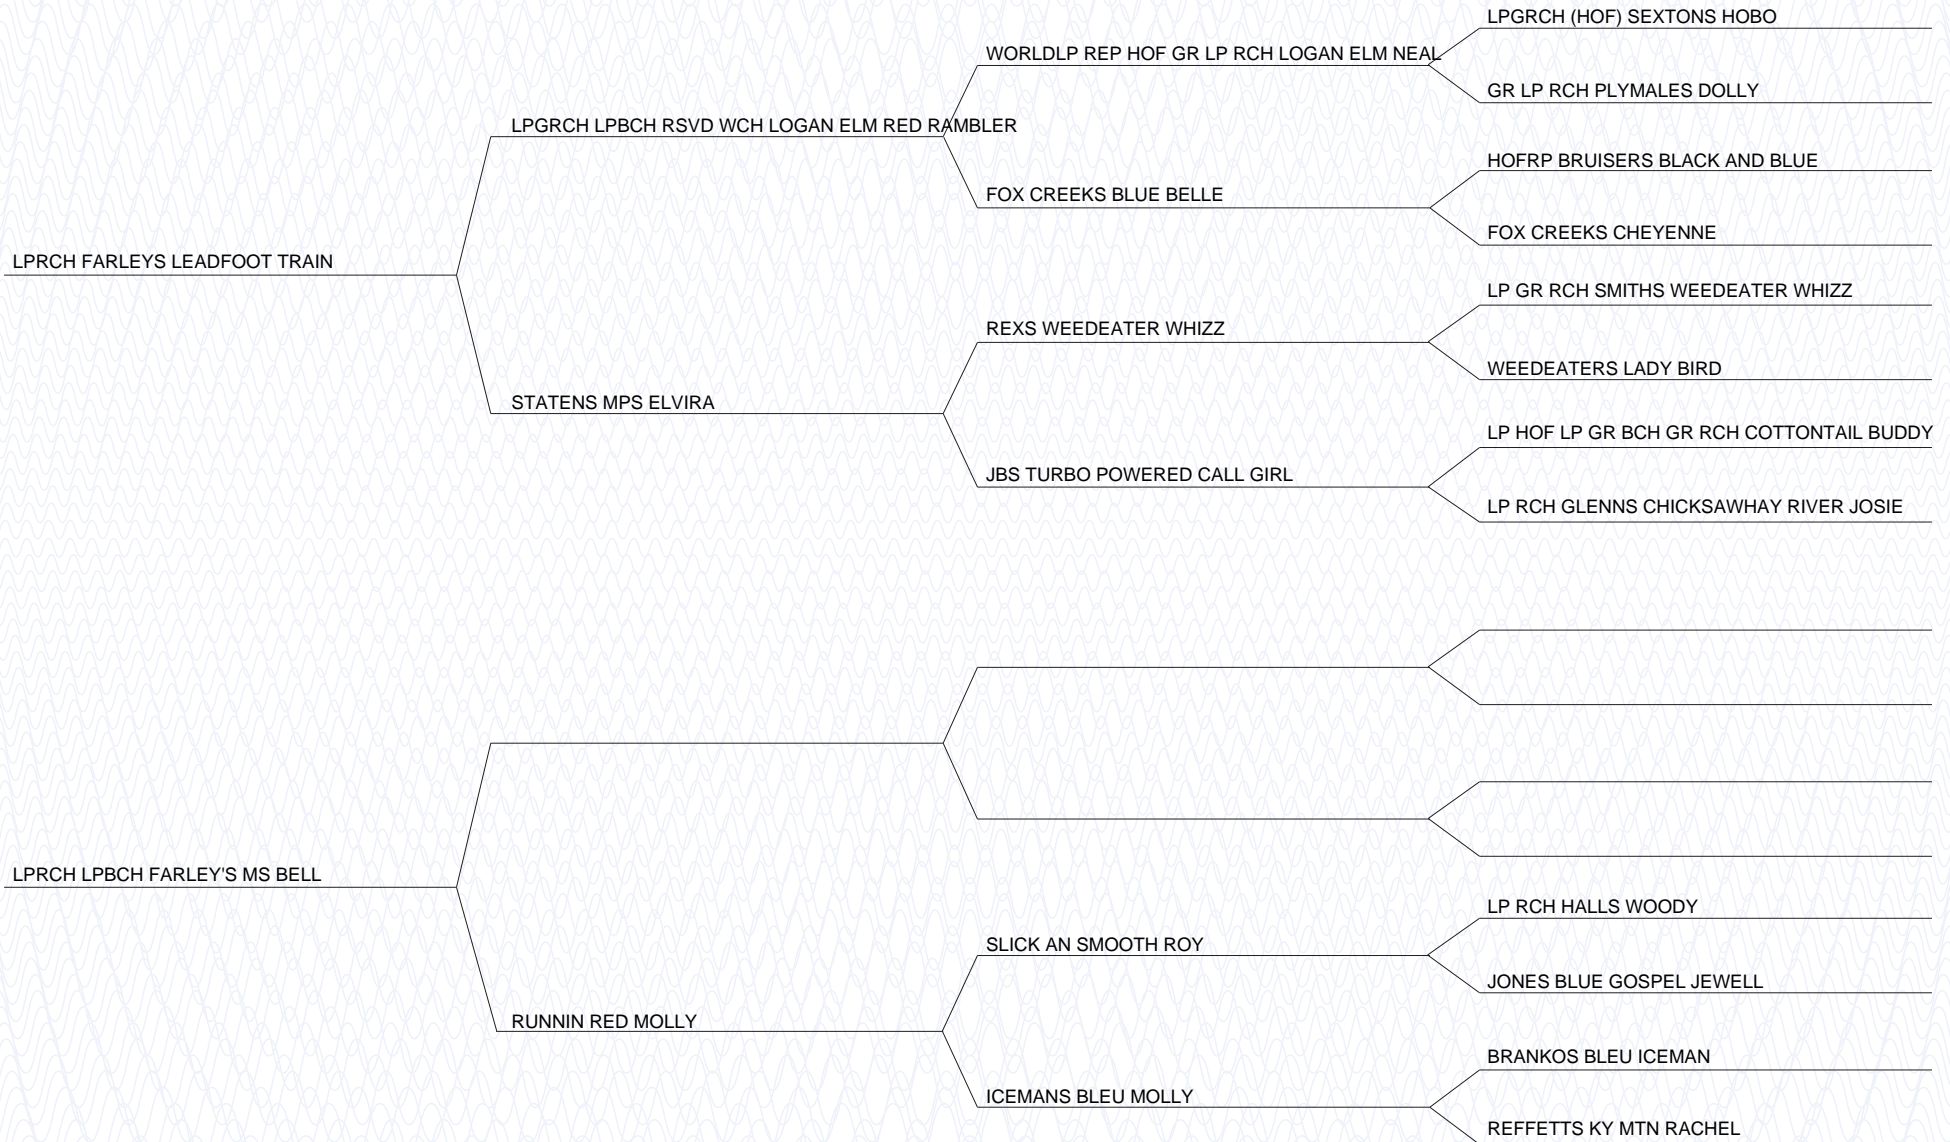 LPGRCH (HOF) SEXTONS HOBO
WORLDLP REP HOF GR LP RCH LOGAN ELM NEAL
GR LP RCH PLYMALES DOLLY
LPGRCH LPBCH RSVD WCH LOGAN ELM RED RAMBLER
HOFRP BRUISERS BLACK AND BLUE
FOX CREEKS BLUE BELLE
FOX CREEKS CHEYENNE
LPRCH FARLEYS LEADFOOT TRAIN
LP GR RCH SMITHS WEEDEATER WHIZZ
REXS WEEDEATER WHIZZ
WEEDEATERS LADY BIRD
STATENS MPS ELVIRA
LP HOF LP GR BCH GR RCH COTTONTAIL BUDDY
JBS TURBO POWERED CALL GIRL
LP RCH GLENNS CHICKSAWHAY RIVER JOSIE
LPRCH LPBCH FARLEY'S MS BELL
LP RCH HALLS WOODY
SLICK AN SMOOTH ROY
JONES BLUE GOSPEL JEWELL
RUNNIN RED MOLLY
BRANKOS BLEU ICEMAN
ICEMANS BLEU MOLLY
REFFETTS KY MTN RACHEL